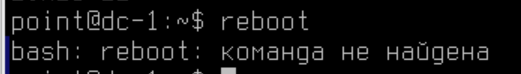 point@dc-1:~$ reboot
bash: reboot: команда не найдена